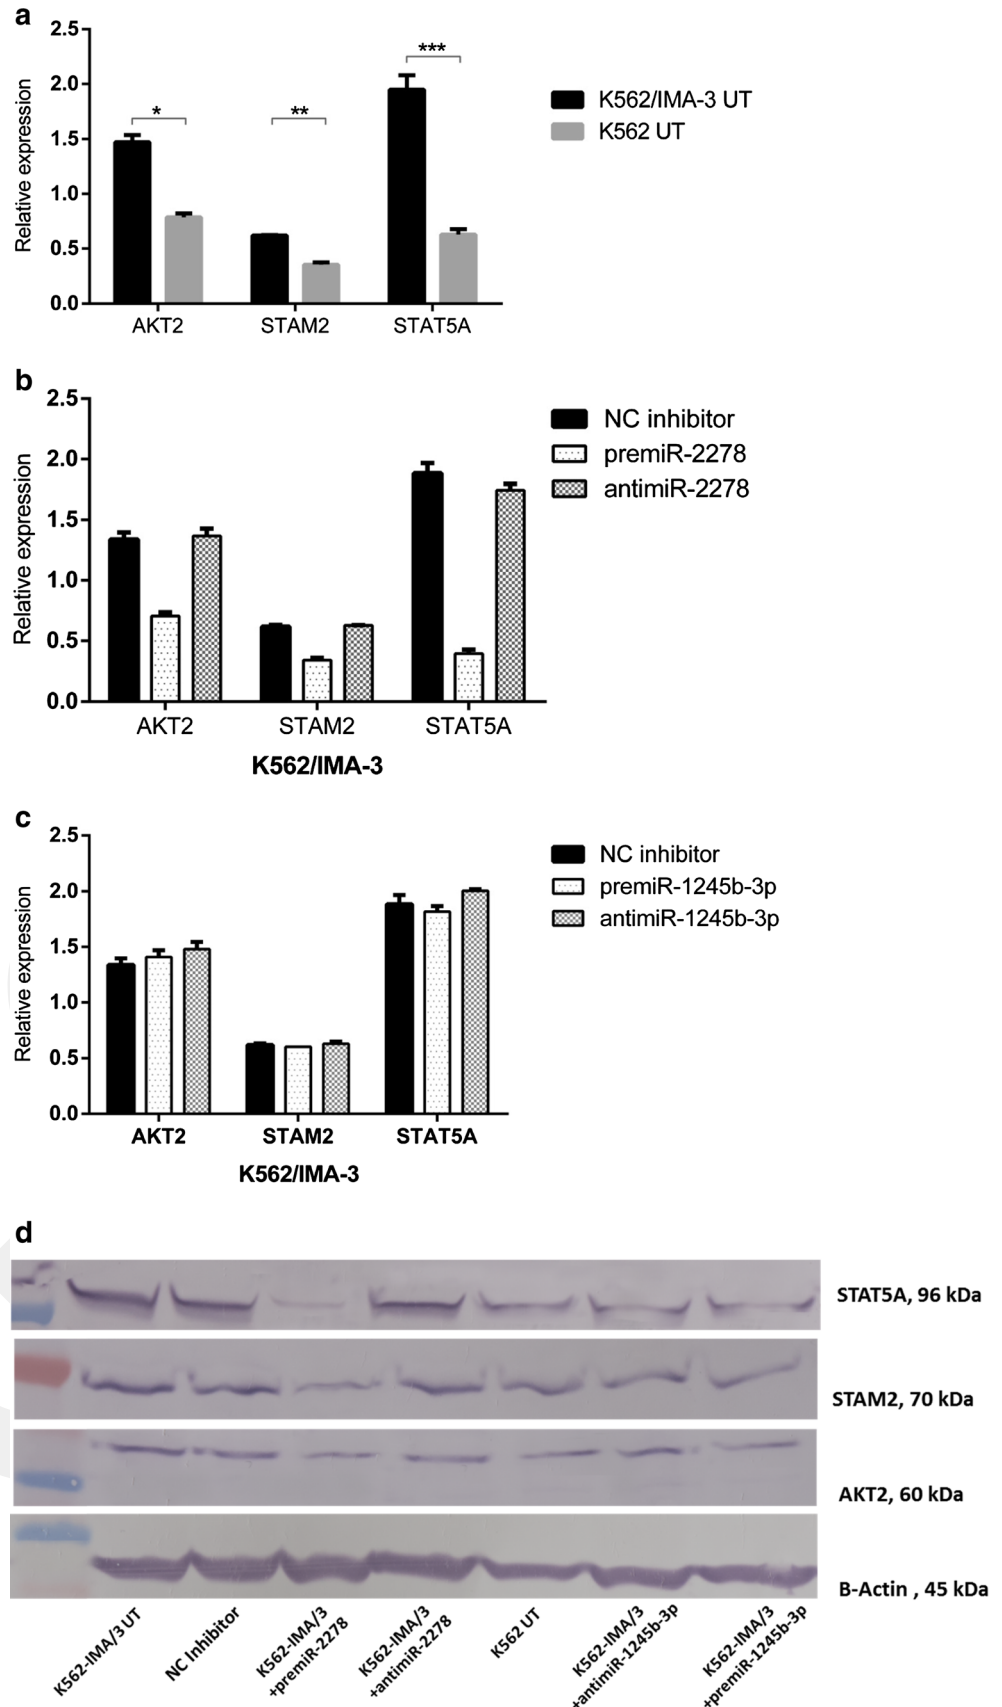 a
2.5
2.0
1.5
1.0
0.5
0.0
Relative expression
*
**
***
AKT2
STAM2
STAT5A
K562/IMA-3 UT
K562 UT
b
2.5
2.0
1.5
1.0
0.5
0.0
Relative expression
AKT2
STAM2
STAT5A
K562/IMA-3
NC inhibitor
premiR-2278
antimiR-2278
c
2.5
2.0
1.5
1.0
0.5
0.0
Relative expression
AKT2
STAM2
STAT5A
K562/IMA-3
NC inhibitor
premiR-1245b-3p
antimiR-1245b-3p
d
STAT5A, 96 kDa
STAM2, 70 kDa
AKT2, 60 kDa
B-Actin , 45 kDa
K562-IMA/3 UT
NC Inhibitor
K562-IMA/3
+premiR-2278
K562-IMA/3
+antimiR-2278
K562 UT
K562-IMA/3
+antimiR-1245b-3p
K562-IMA/3
+premiR-1245b-3p